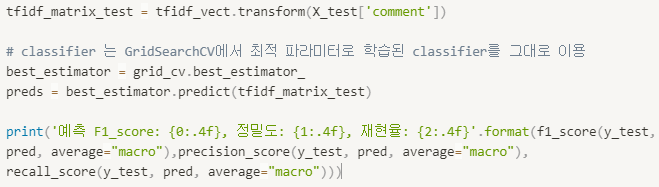 tfidf_matrix_test = tfidf_vect.transform(X_test['comment'])
# classifier 는 GridSearchCV에서 최적 파라미터로 학습된 classifier를 그대로 이용
best_estimator = grid_cv.best_estimator_
preds = best_estimator.predict(tfidf_matrix_test)
print('예측 F1_score: {0:.4f}, 정밀도: {1:.4f}, 재현율: {2:.4f}'.format(f1_score(y_test,
pred, average="macro"),precision_score(y_test, pred, average="macro"),
recall_score(y_test, pred, average="macro")))